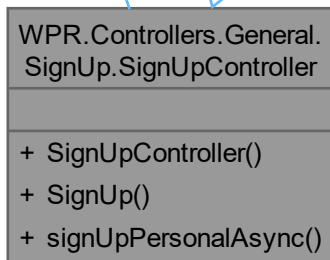 WPR.Controllers.General.
SignUp.SignUpController
+ SignUpController()
+ SignUp()
+ signUpPersonalAsync()